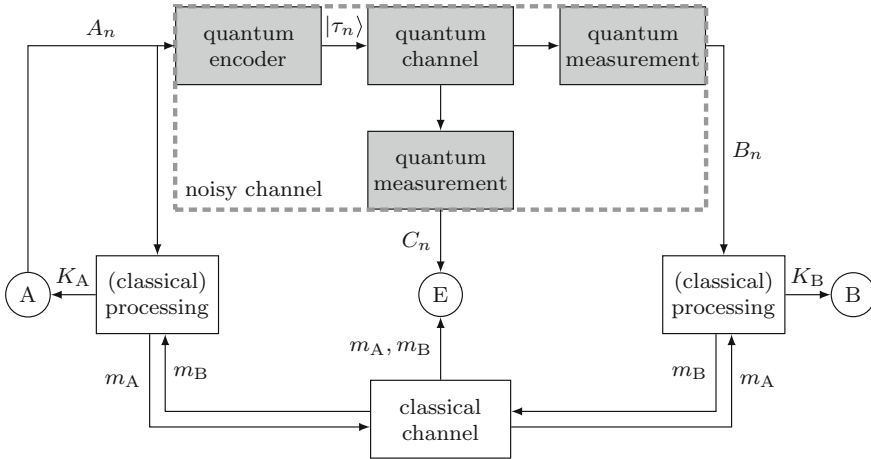 A_n
|τ_n⟩
quantum encoder
quantum channel
quantum measurement
quantum measurement
noisy channel
B_n
C_n
A
K_A
(classical) processing
E
(classical) processing
K_B
B
m_A, m_B
m_A
m_B
classical channel
m_B
m_A